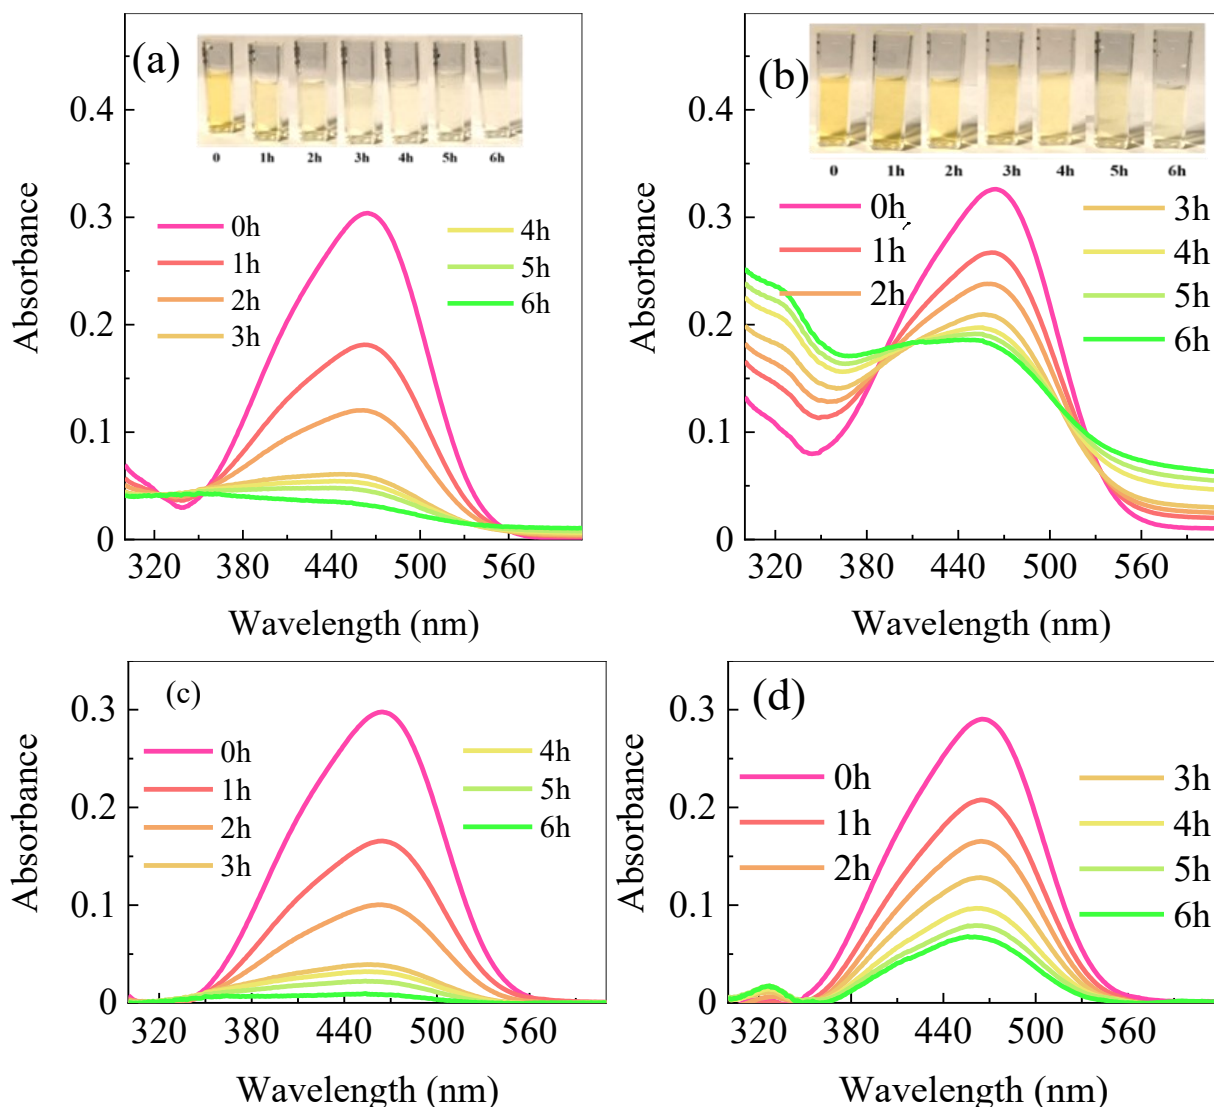 (a)
0 1h 2h 3h 4h 5h 6h
0h
1h
2h
3h
4h
5h
6h
0.4
0.3
0.2
0.1
0
Absorbance
320 380 440 500 560
Wavelength (nm)
(b)
0 1h 2h 3h 4h 5h 6h
0h
1h
2h
3h
4h
5h
6h
0.4
0.3
0.2
0.1
0
Absorbance
320 380 440 500 560
Wavelength (nm)
(c)
0h
1h
2h
3h
4h
5h
6h
0.3
0.2
0.1
0
Absorbance
320 380 440 500 560
Wavelength (nm)
(d)
0h
1h
2h
3h
4h
5h
6h
0.3
0.2
0.1
0
Absorbance
320 380 440 500 560
Wavelength (nm)